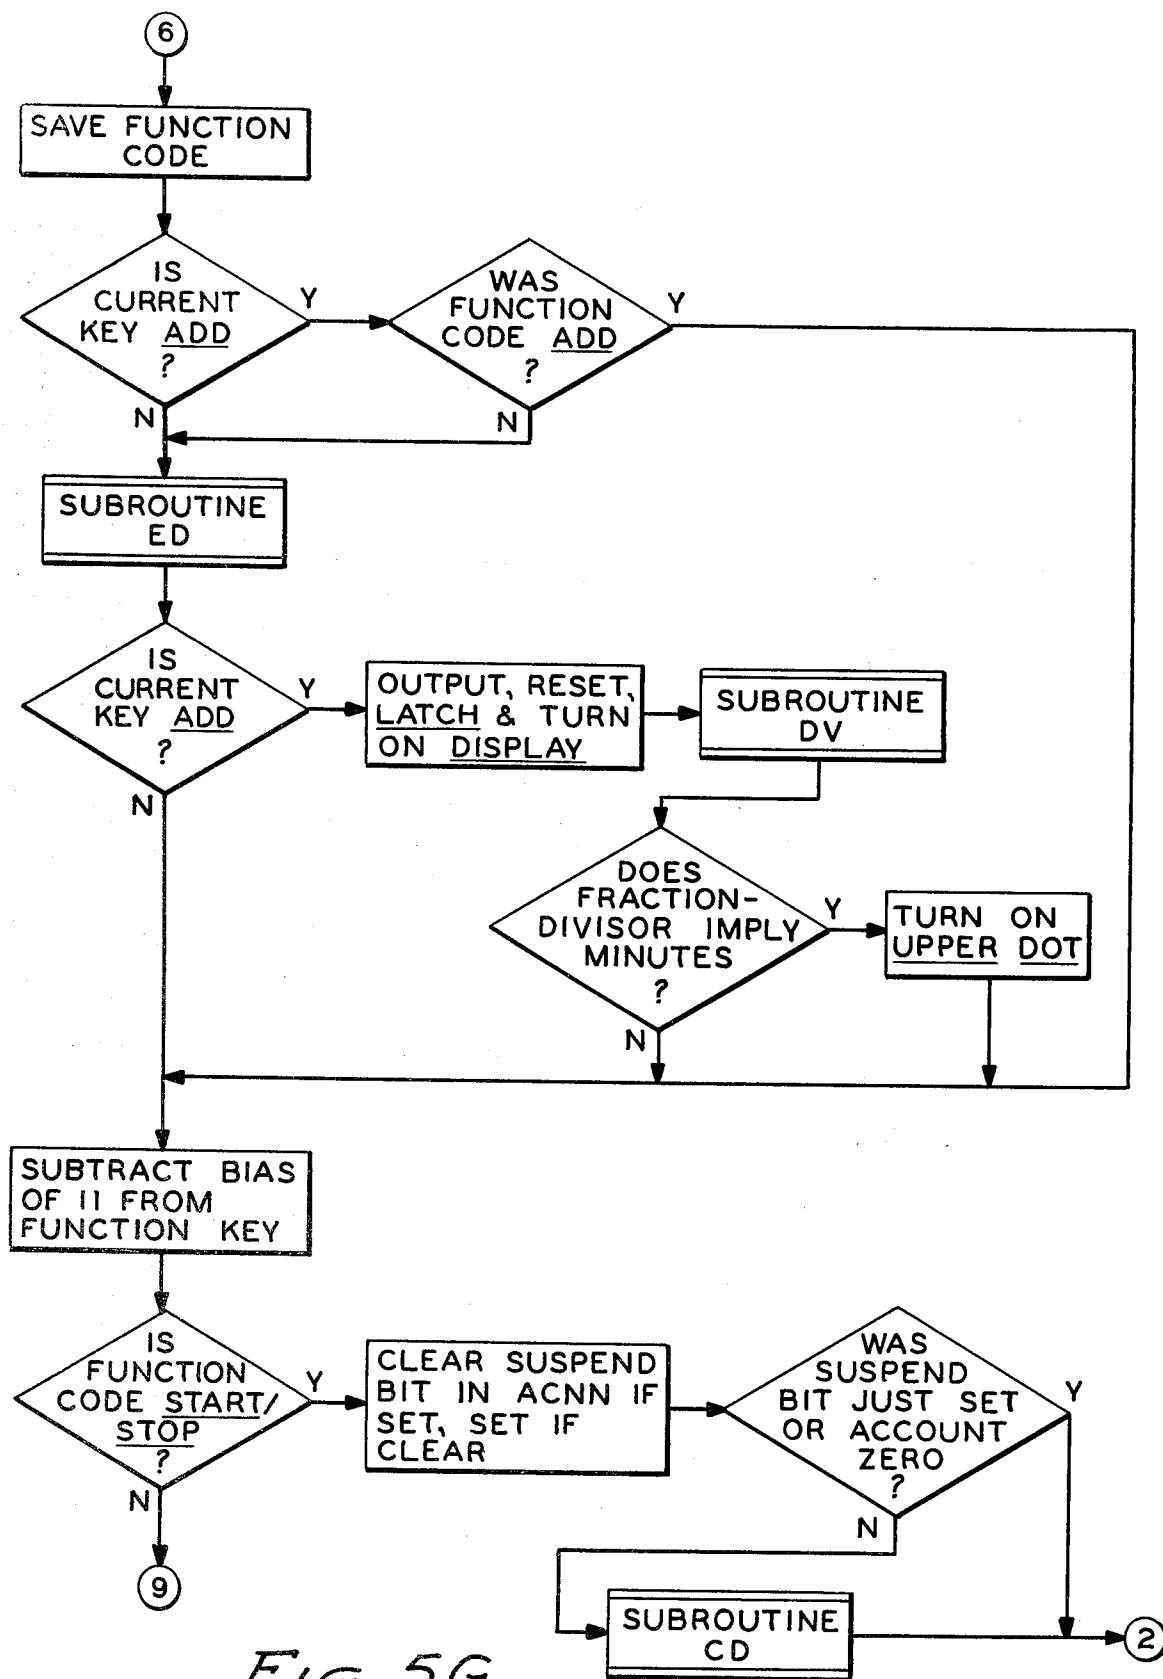 6
SAVE FUNCTION
CODE
IS
CURRENT
KEY ADD
?
Y
N
WAS
FUNCTION
CODE ADD
?
Y
N
SUBROUTINE
ED
IS
CURRENT
KEY ADD
?
Y
N
OUTPUT, RESET,
LATCH & TURN
ON DISPLAY
SUBROUTINE
DV
DOES
FRACTION-
DIVISOR IMPLY
MINUTES
?
Y
N
TURN ON
UPPER DOT
SUBTRACT BIAS
OF 11 FROM
FUNCTION KEY
IS
FUNCTION
CODE START/
STOP
?
Y
N
9
CLEAR SUSPEND
BIT IN ACNN IF
SET, SET IF
CLEAR
WAS
SUSPEND
BIT JUST SET
OR ACCOUNT
ZERO
?
Y
N
SUBROUTINE
CD
2
FIG. 5G